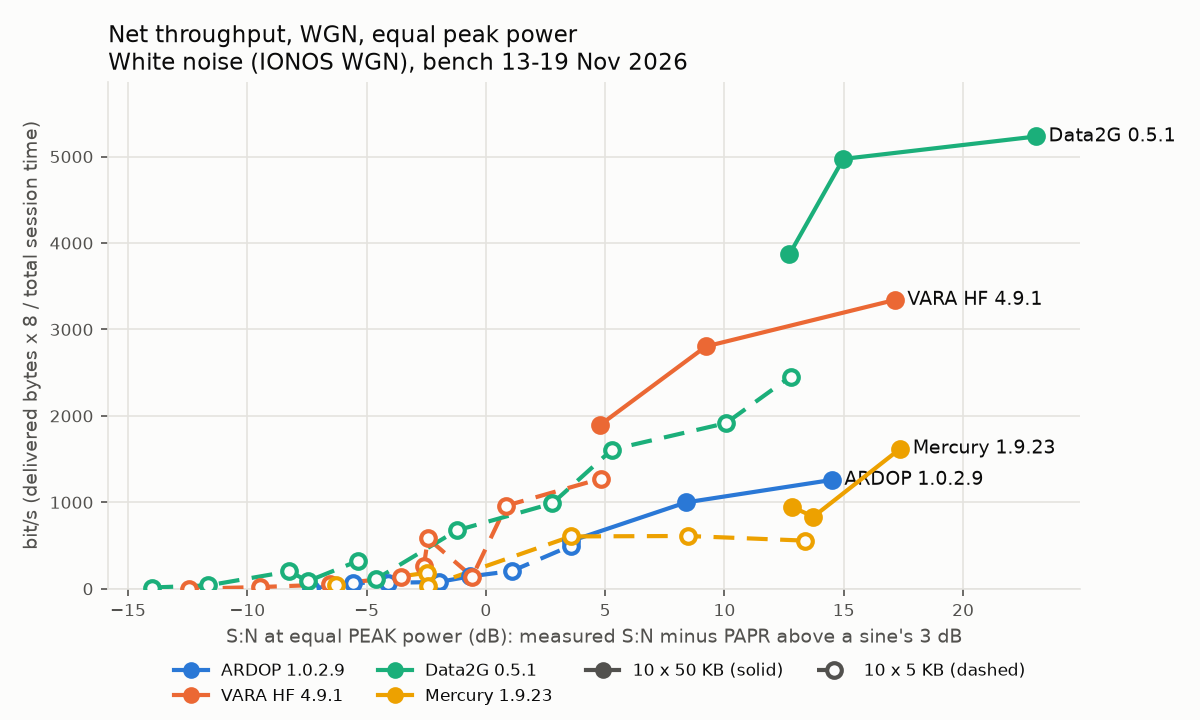 Net throughput, WGN, equal peak power
White noise (IONOS WGN), bench 13-19 Nov 2026
bit/s (delivered bytes x 8 / total session time)
5000
4000
3000
2000
1000
0
Data2G 0.5.1
VARA HF 4.9.1
Mercury 1.9.23
ARDOP 1.0.2.9
−15 −10 −5 0 5 10 15 20
S:N at equal PEAK power (dB): measured S:N minus PAPR above a sine's 3 dB
ARDOP 1.0.2.9 Data2G 0.5.1 10 x 50 KB (solid) 10 x 5 KB (dashed)
VARA HF 4.9.1 Mercury 1.9.23